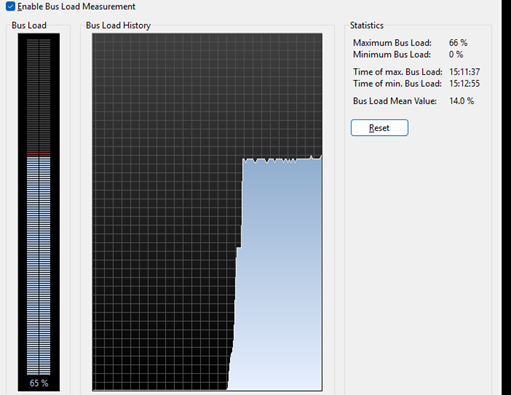 Enable Bus Load Measurement
Bus Load
Bus Load History
Statistics
Maximum Bus Load: 66 %
Minimum Bus Load: 0 %
Time of max. Bus Load: 15:11:37
Time of min. Bus Load: 15:12:55
Bus Load Mean Value: 14.0 %
Reset
65 %